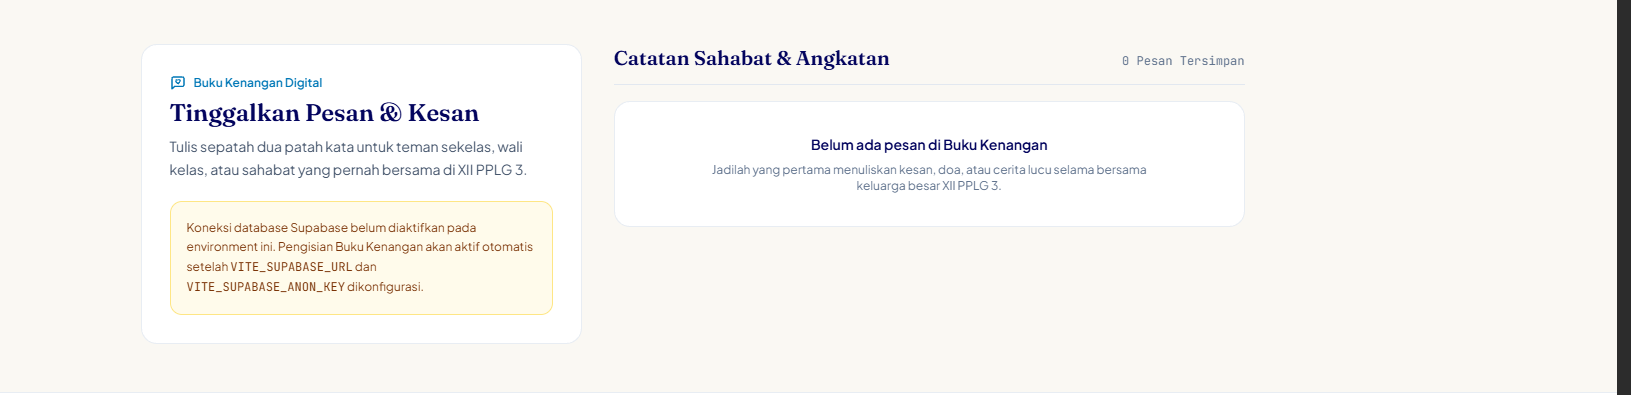 Buku Kenangan Digital
Tinggalkan Pesan & Kesan
Tulis sepatah dua patah kata untuk teman sekelas, wali
kelas, atau sahabat yang pernah bersama di XII PPLG 3.
Koneksi database Supabase belum diaktifkan pada
environment ini. Pengisian Buku Kenangan akan aktif otomatis
setelah VITE_SUPABASE_URL dan
VITE_SUPABASE_ANON_KEY dikonfigurasi.
Catatan Sahabat & Angkatan
0 Pesan Tersimpan
Belum ada pesan di Buku Kenangan
Jadilah yang pertama menuliskan kesan, doa, atau cerita lucu selama bersama
keluarga besar XII PPLG 3.